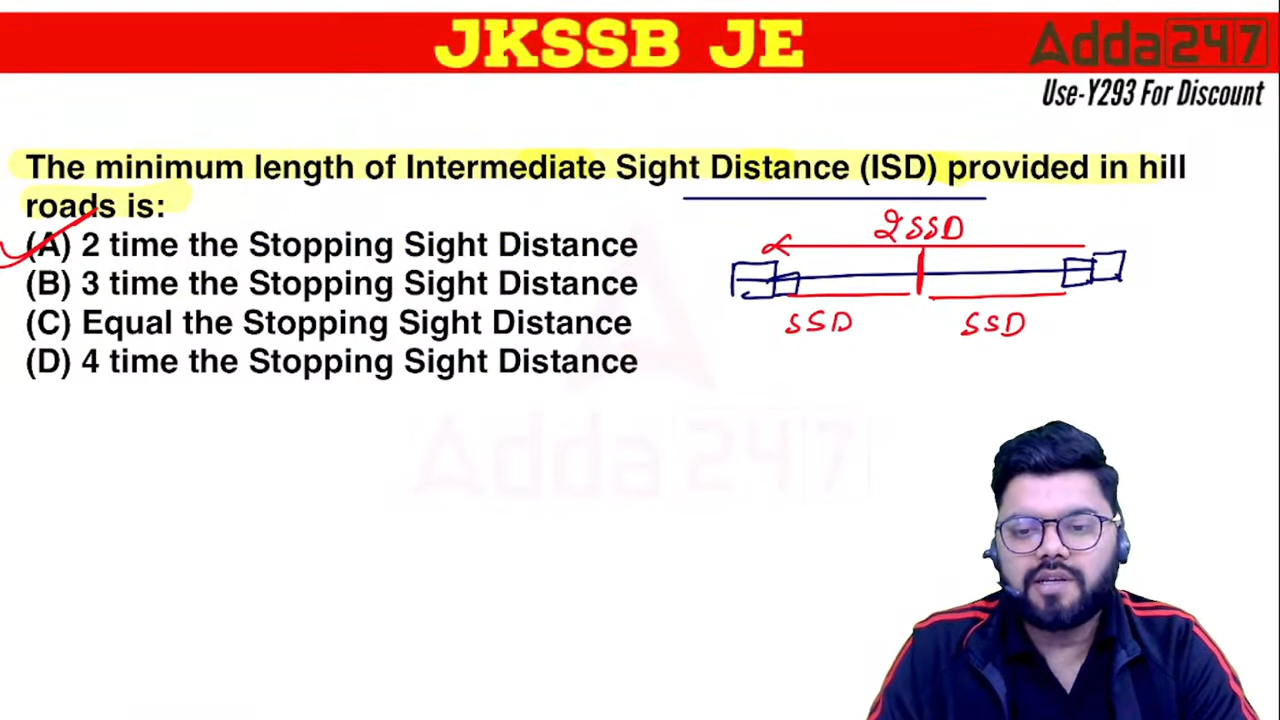 JKSSB JE
Adda247
Use-Y293 For Discount
The minimum length of Intermediate Sight Distance (ISD) provided in hill
roads is:
(A) 2 time the Stopping Sight Distance
(B) 3 time the Stopping Sight Distance
(C) Equal the Stopping Sight Distance
(D) 4 time the Stopping Sight Distance
2SSD
SSD SSD
Adda247